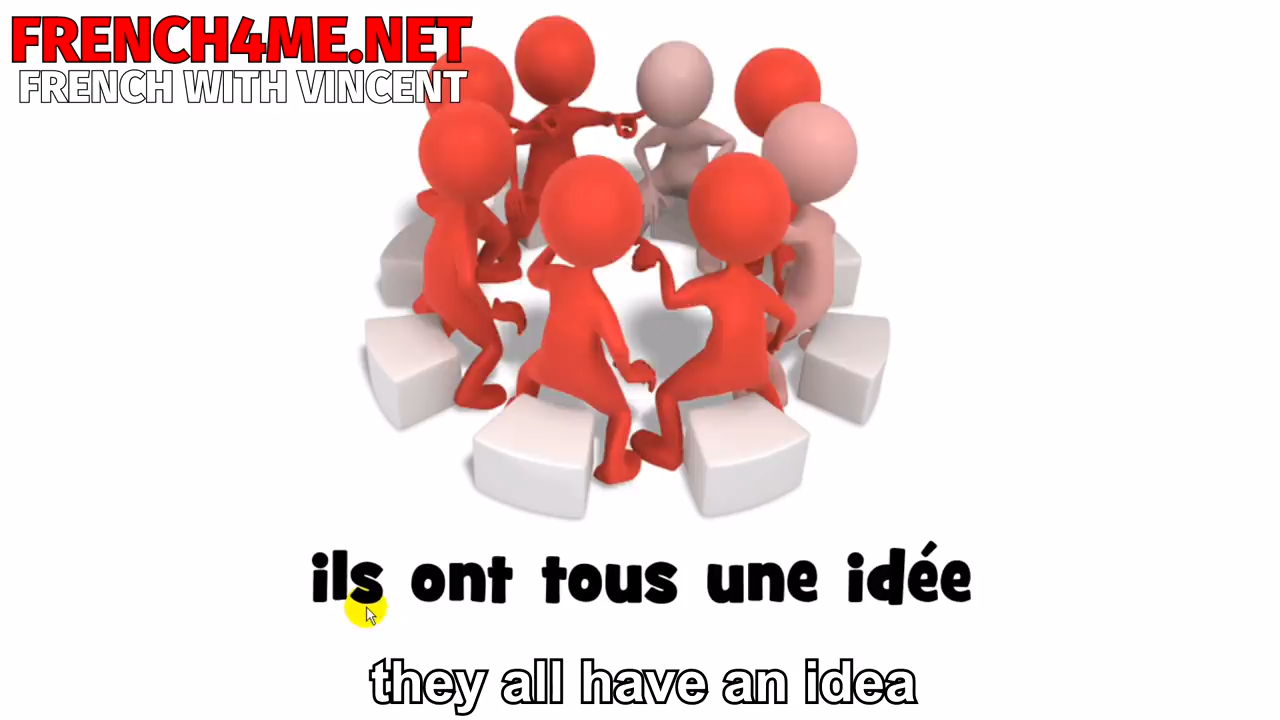 FRENCH4ME.NET
FRENCH WITH VINCENT
ils ont tous une idée
they all have an idea